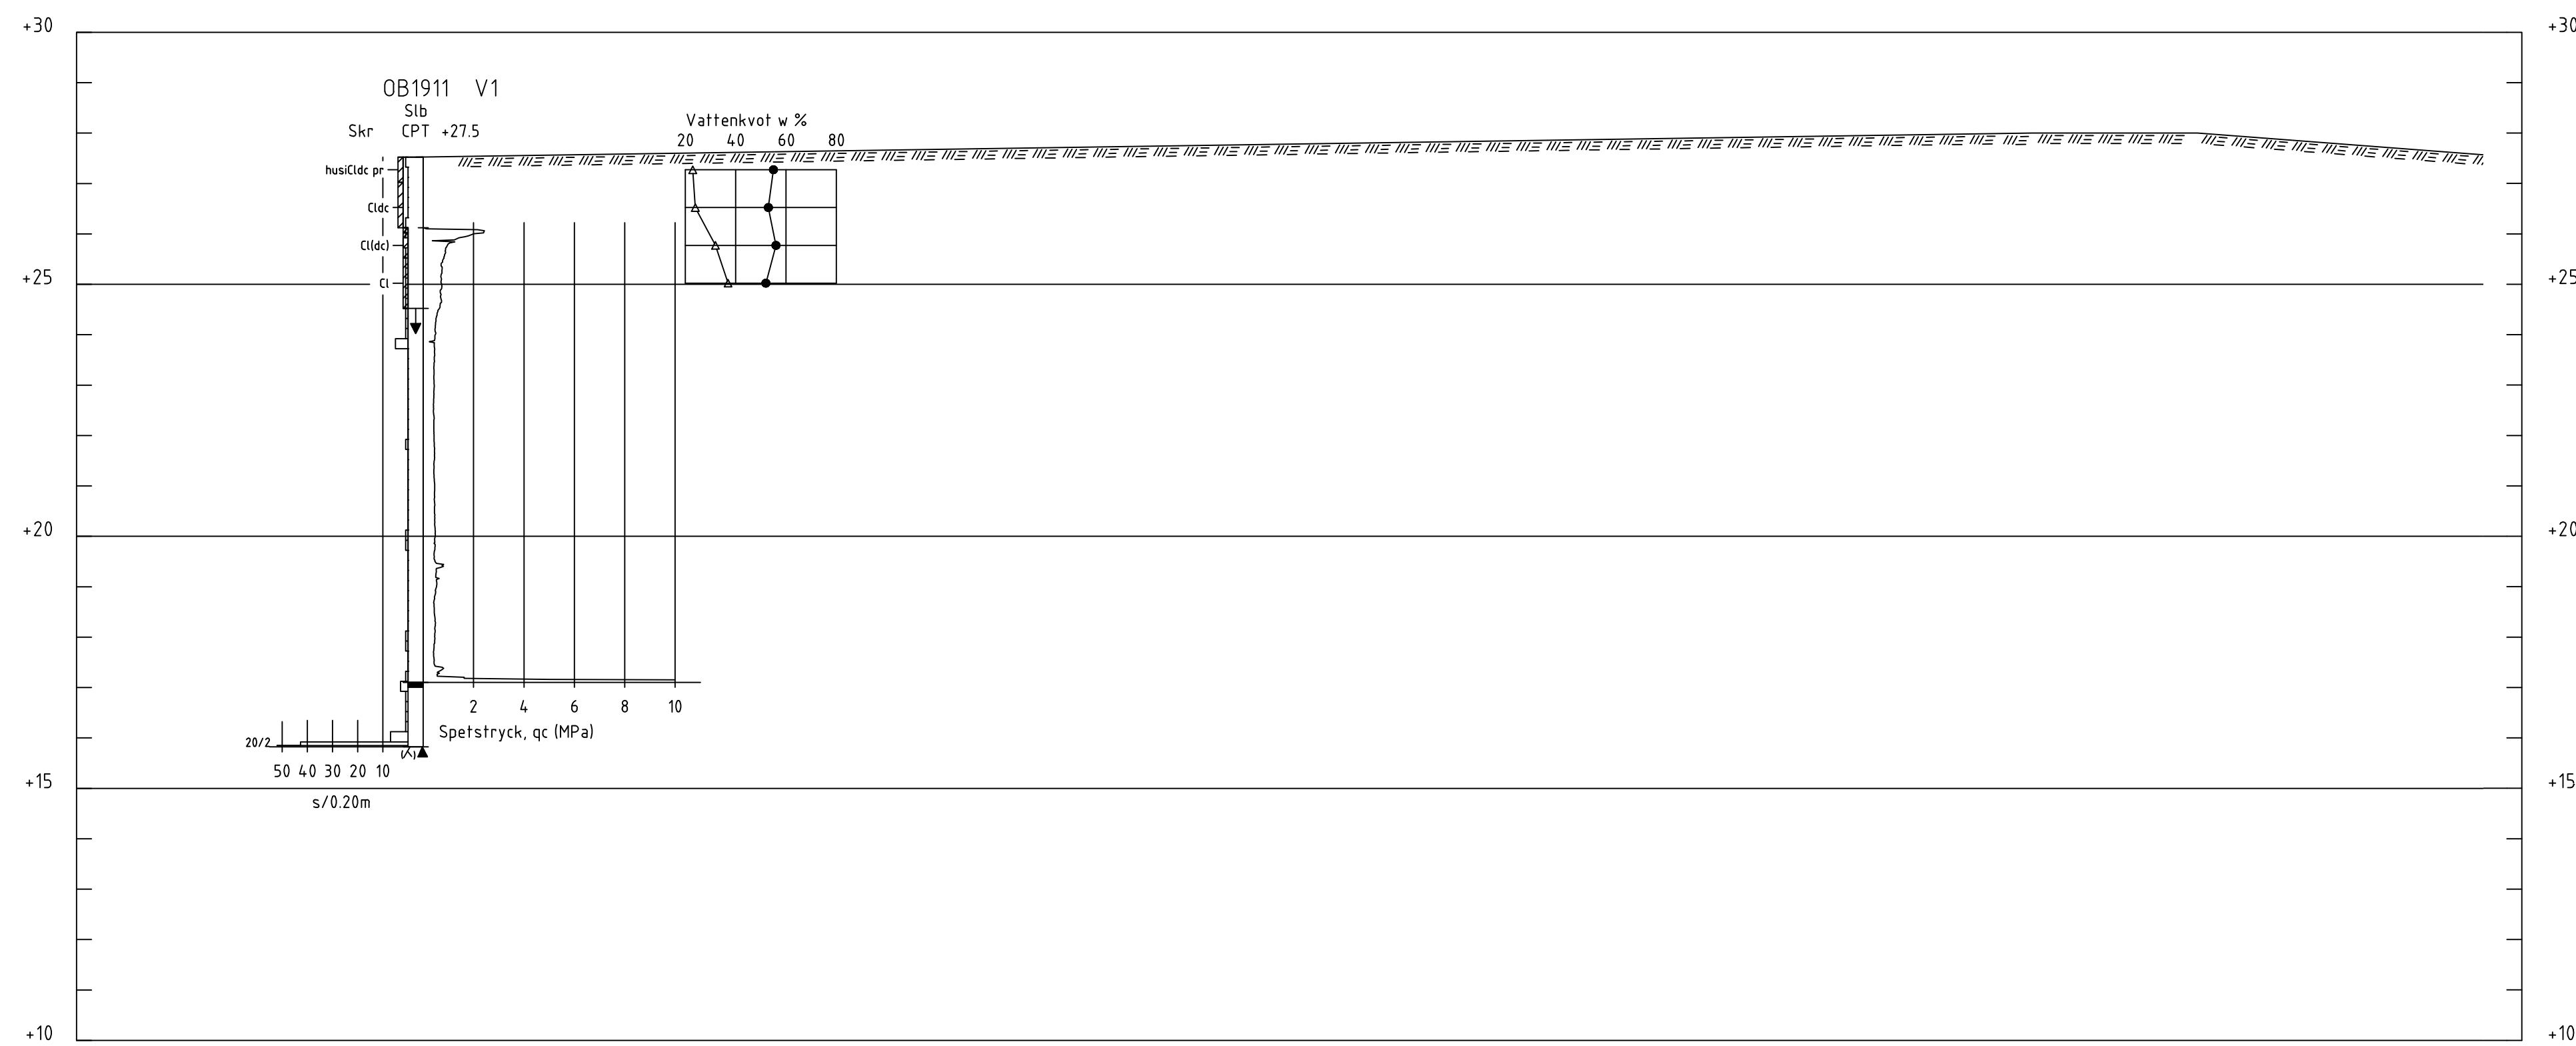 +30 +30
OB1911 V1
Slb
Skr CPT +27.5
Vattenkvot w %
20 40 60 80
husiCldc pr
Cldc
Cl(dc)
Cl
+25 +25
+20 +20
2 4 6 8 10
Spetstryck, qc (MPa)
20/2
50 40 30 20 10
+15 +15
s/0.20m
+10 +10